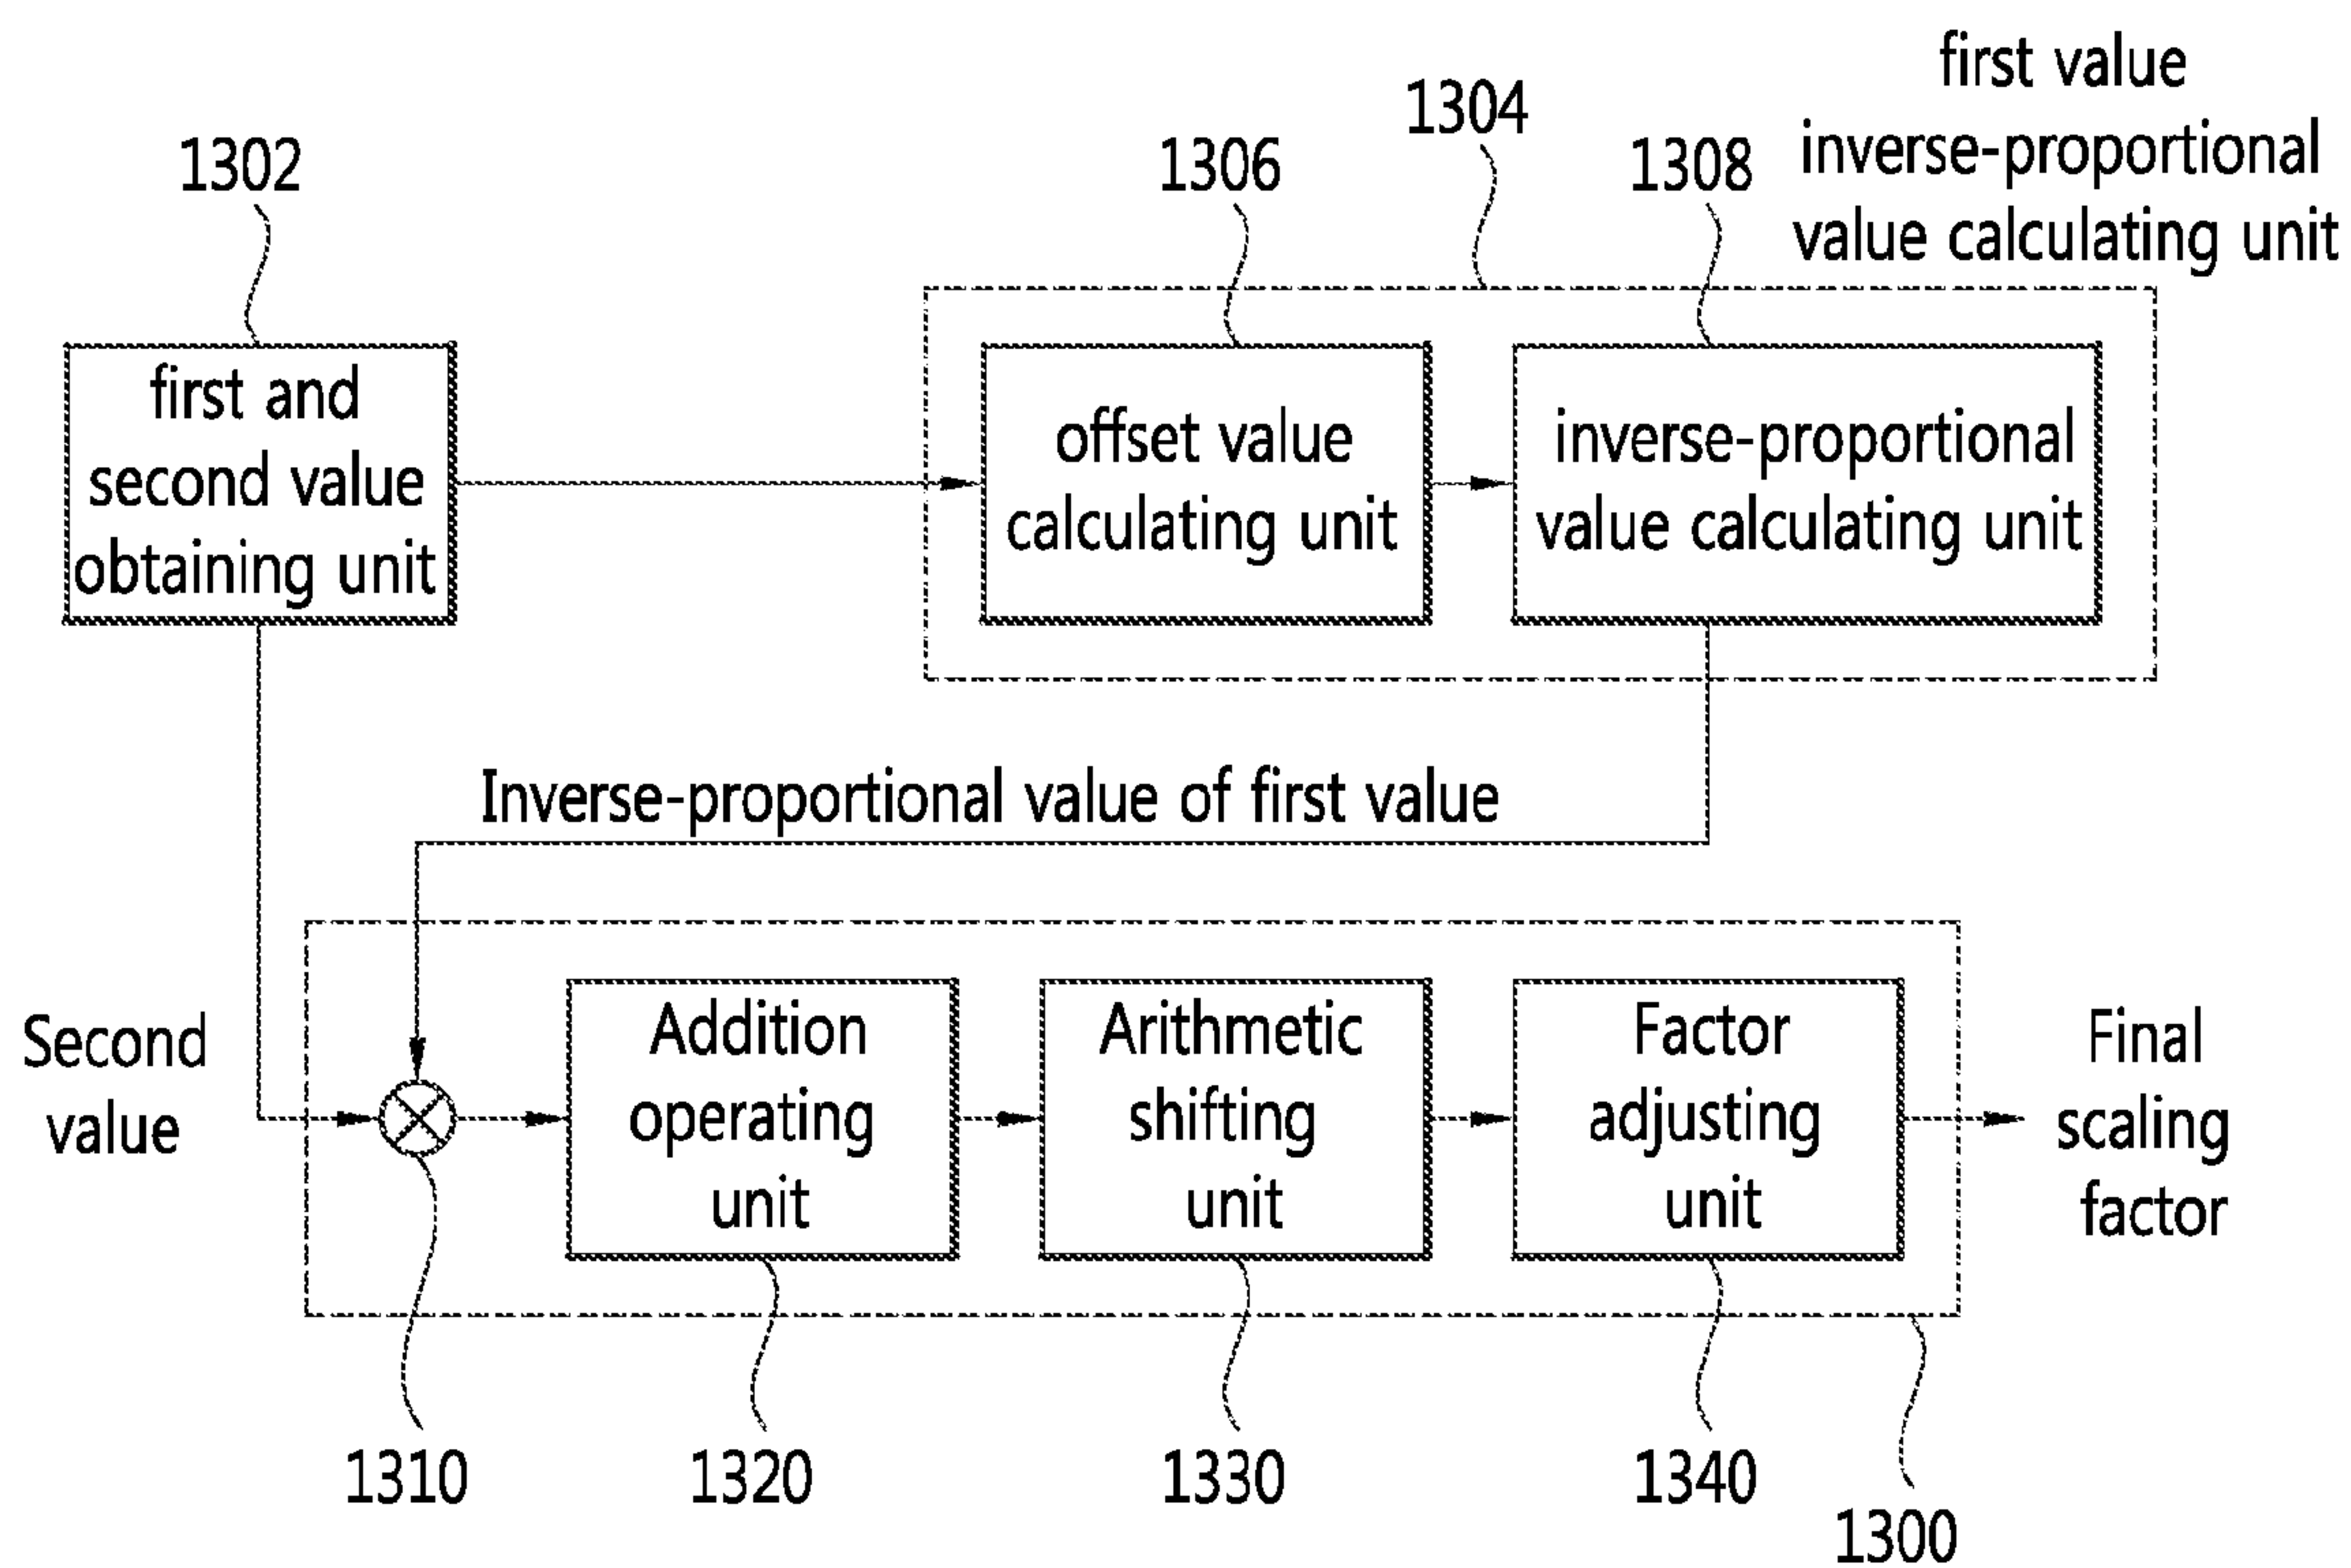 first value
inverse-proportional
value calculating unit
1304
1302
1306
1308
first and
second value
obtaining unit
offset value
calculating unit
inverse-proportional
value calculating unit
Inverse-proportional value of first value
Second
value
Addition
operating
unit
Arithmetic
shifting
unit
Factor
adjusting
unit
Final
scaling
factor
1310
1320
1330
1340
1300